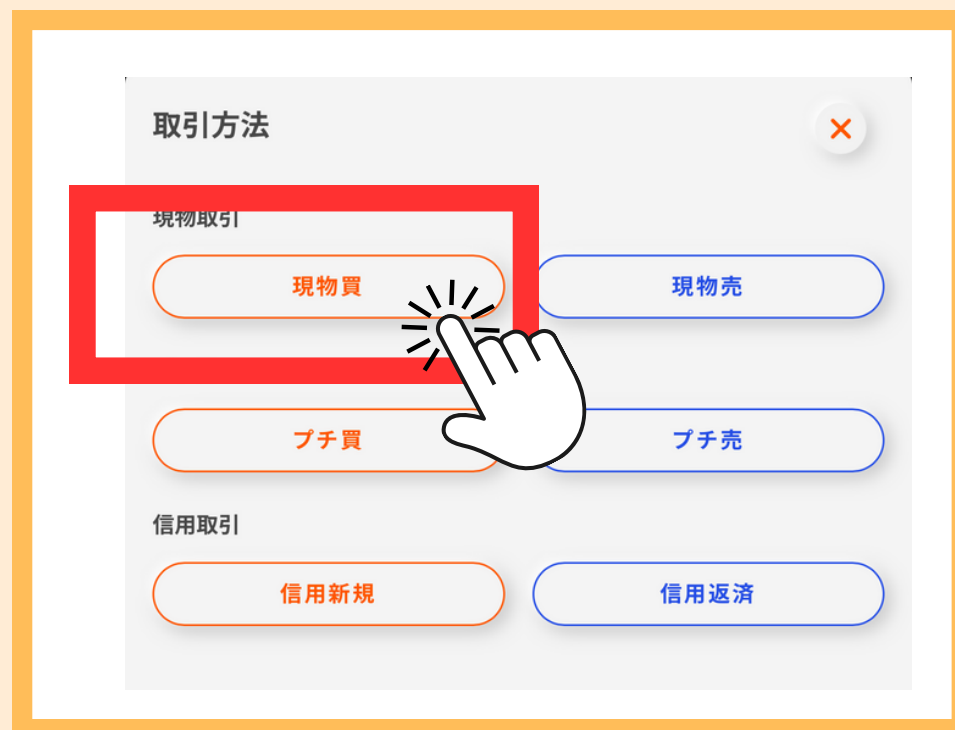 取引方法
現物取引
現物買
現物売
プチ買
プチ売
信用取引
信用新規
信用返済